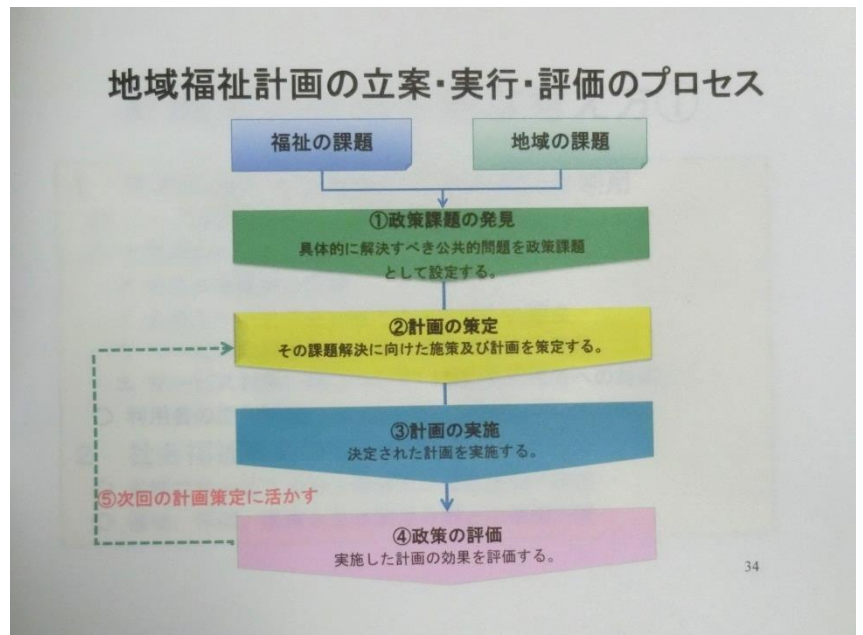 地域福祉計画の立案・実行・評価のプロセス
福祉の課題
地域の課題
①政策課題の発見
具体的に解決すべき公共的問題を政策課題
として設定する。
②計画の策定
その課題解決に向けた施策及び計画を策定する。
③計画の実施
決定された計画を実施する。
⑤次回の計画策定に活かす
④政策の評価
実施した計画の効果を評価する。
34